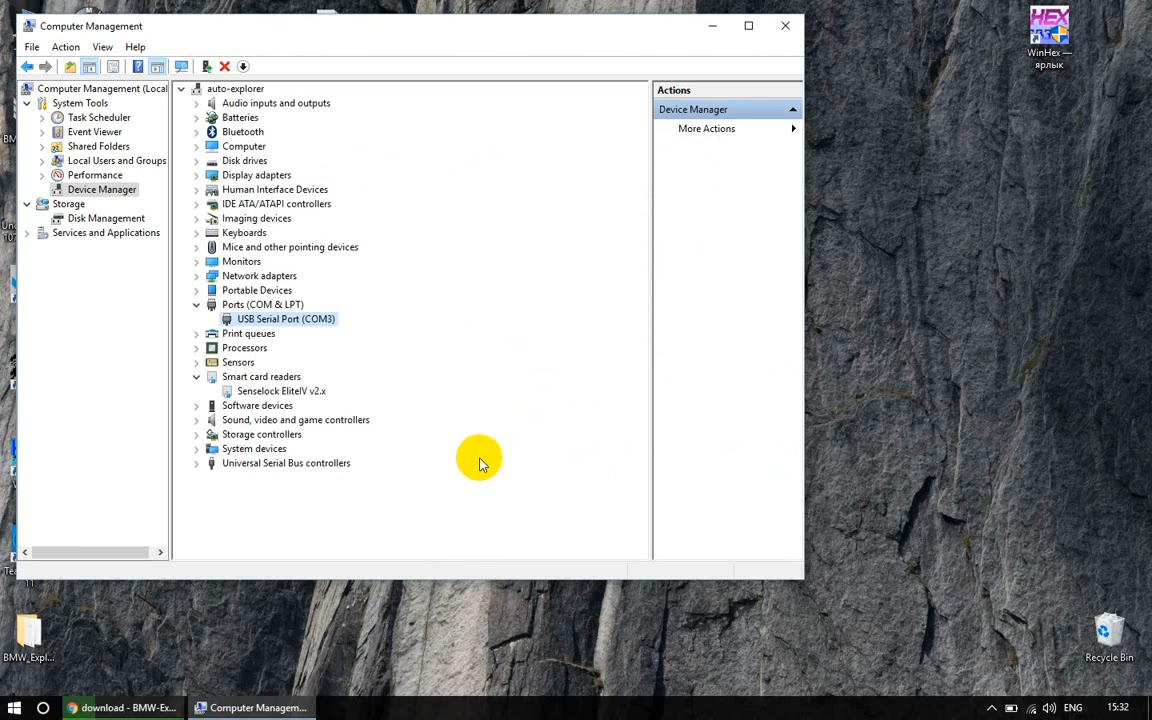 Computer Management
File Action View Help
Computer Management (Local
System Tools
Task Scheduler
Event Viewer
Shared Folders
Local Users and Groups
Performance
Device Manager
Storage
Disk Management
Services and Applications
auto-explorer
Audio inputs and outputs
Batteries
Bluetooth
Computer
Disk drives
Display adapters
Human Interface Devices
IDE ATA/ATAPI controllers
Imaging devices
Keyboards
Mice and other pointing devices
Monitors
Network adapters
Portable Devices
Ports (COM & LPT)
USB Serial Port (COM3)
Print queues
Processors
Sensors
Smart card readers
Senselock EliteIV v2.x
Software devices
Sound, video and game controllers
Storage controllers
System devices
Universal Serial Bus controllers
Actions
Device Manager
More Actions
HEX
WinHex —
ярлык
11
BMW_Expl...
Recycle Bin
download - BMW-Ex...
Computer Managem...
ENG
15:32